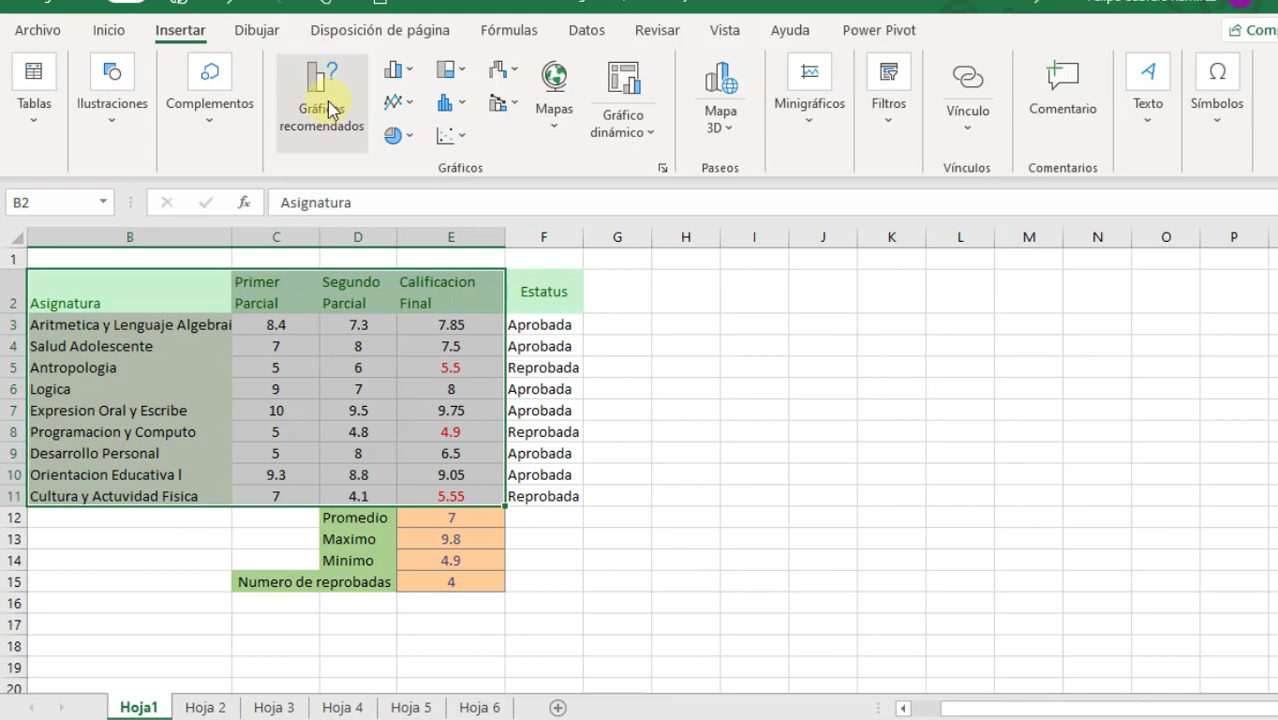 Archivo Inicio Insertar Dibujar Disposición de página Fórmulas Datos Revisar Vista Ayuda Power Pivot
Tablas Ilustraciones Complementos Gráficos recomendados Mapas Gráfico dinámico Mapa 3D Minigráficos Filtros Vínculo Comentario Texto Símbolos
Gráficos Paseos Vínculos Comentarios
B2 fx Asignatura
B C D E F G H I J K L M N O P
1
2 Asignatura Primer Parcial Segundo Parcial Calificacion Final Estatus
3 Aritmetica y Lenguaje Algebrai 8.4 7.3 7.85 Aprobada
4 Salud Adolescente 7 8 7.5 Aprobada
5 Antropologia 5 6 5.5 Reprobada
6 Logica 9 7 8 Aprobada
7 Expresion Oral y Escribe 10 9.5 9.75 Aprobada
8 Programacion y Computo 5 4.8 4.9 Reprobada
9 Desarrollo Personal 5 8 6.5 Aprobada
10 Orientacion Educativa l 9.3 8.8 9.05 Aprobada
11 Cultura y Actuvidad Fisica 7 4.1 5.55 Reprobada
12 Promedio 7
13 Maximo 9.8
14 Minimo 4.9
15 Numero de reprobadas 4
16
17
18
19
20
Hoja1 Hoja 2 Hoja 3 Hoja 4 Hoja 5 Hoja 6